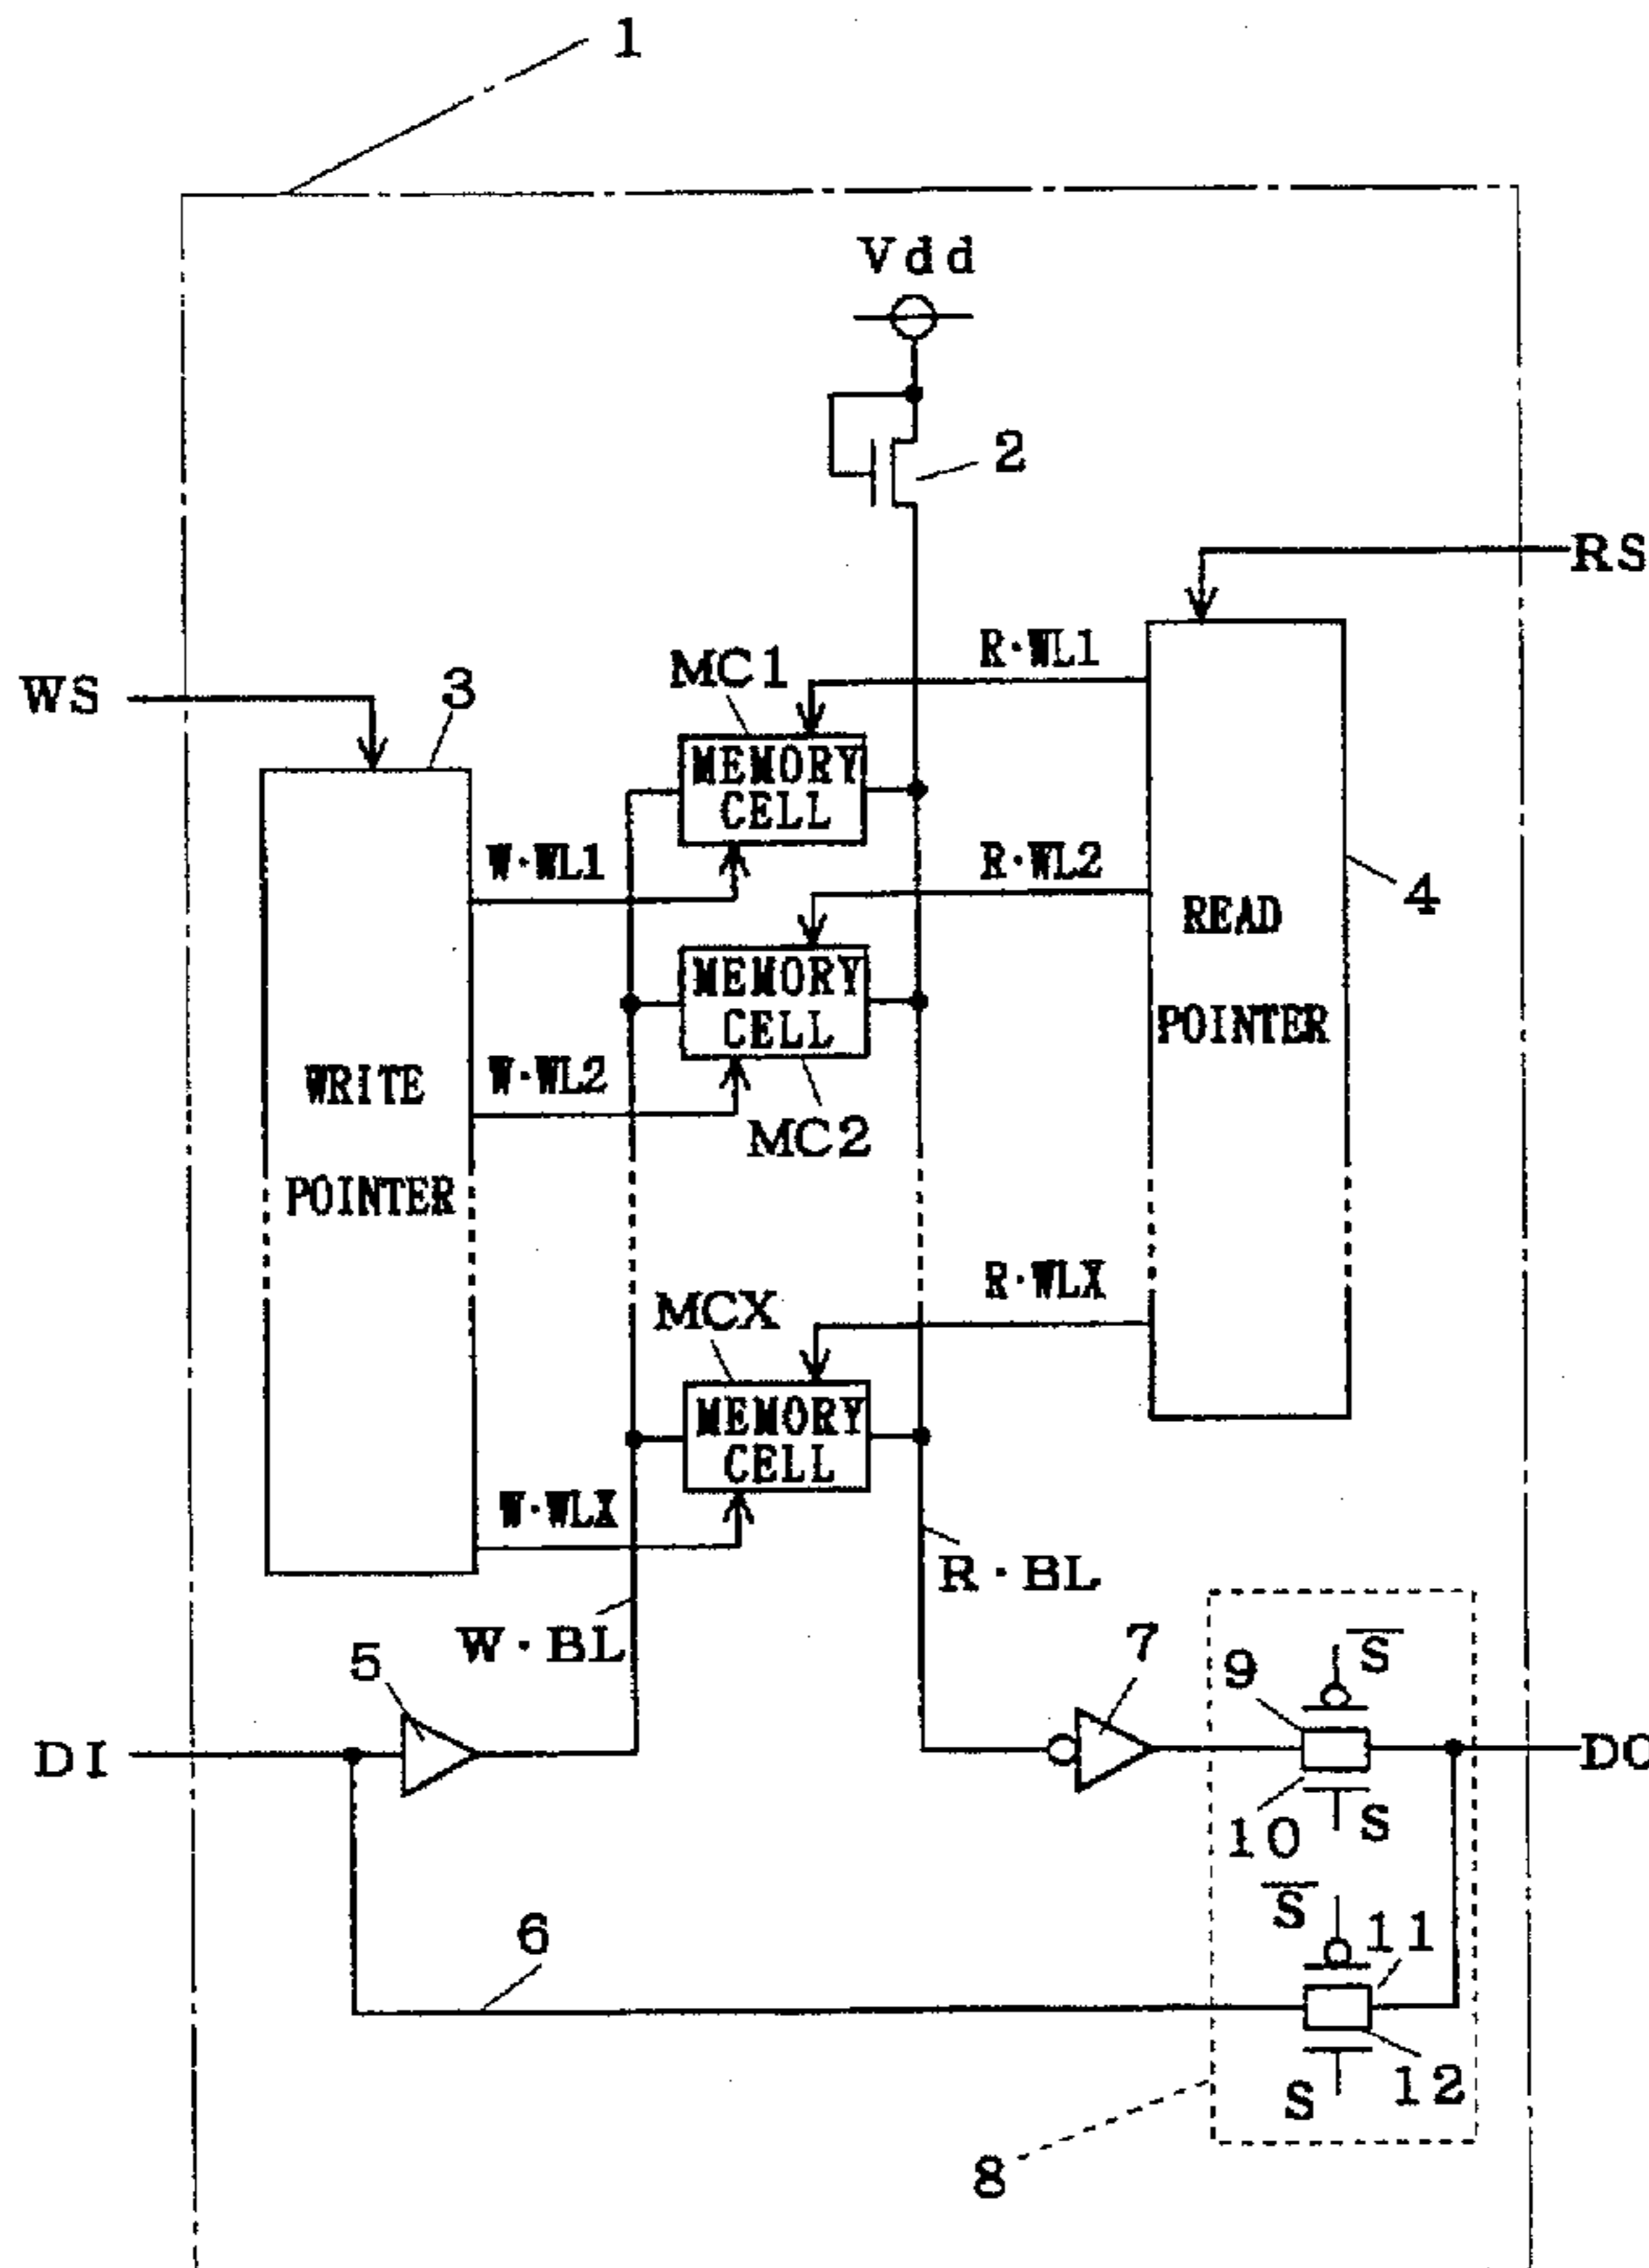 1
Vdd
2
RS
WS
3
MC1
R·WL1
MEMORY
CELL
W·WL1
R·WL2
4
READ
POINTER
MEMORY
CELL
W·WL2
MC2
WRITE
POINTER
R·WLX
MCX
MEMORY
CELL
W·WLX
R·BL
W·BL
5
7
9
S̅
DI
DO
10
S
S̅
11
6
12
S
8